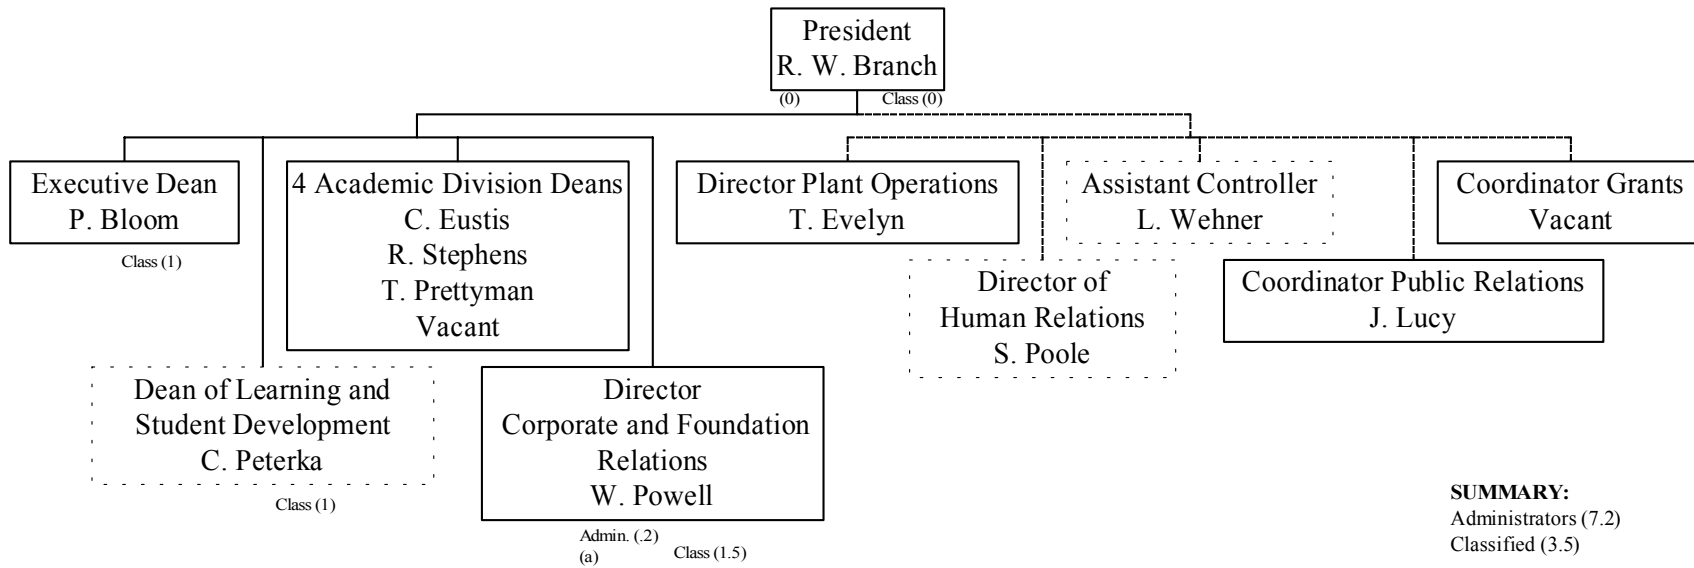 President
R. W. Branch
(0) Class (0)
Executive Dean
P. Bloom
Class (1)
4 Academic Division Deans
C. Eustis
R. Stephens
T. Prettyman
Vacant
Director Plant Operations
T. Evelyn
Assistant Controller
L. Wehner
Coordinator Grants
Vacant
Director of
Human Relations
S. Poole
Coordinator Public Relations
J. Lucy
Dean of Learning and
Student Development
C. Peterka
Class (1)
Director
Corporate and Foundation
Relations
W. Powell
Admin. (.2)
(a) Class (1.5)
SUMMARY:
Administrators (7.2)
Classified (3.5)